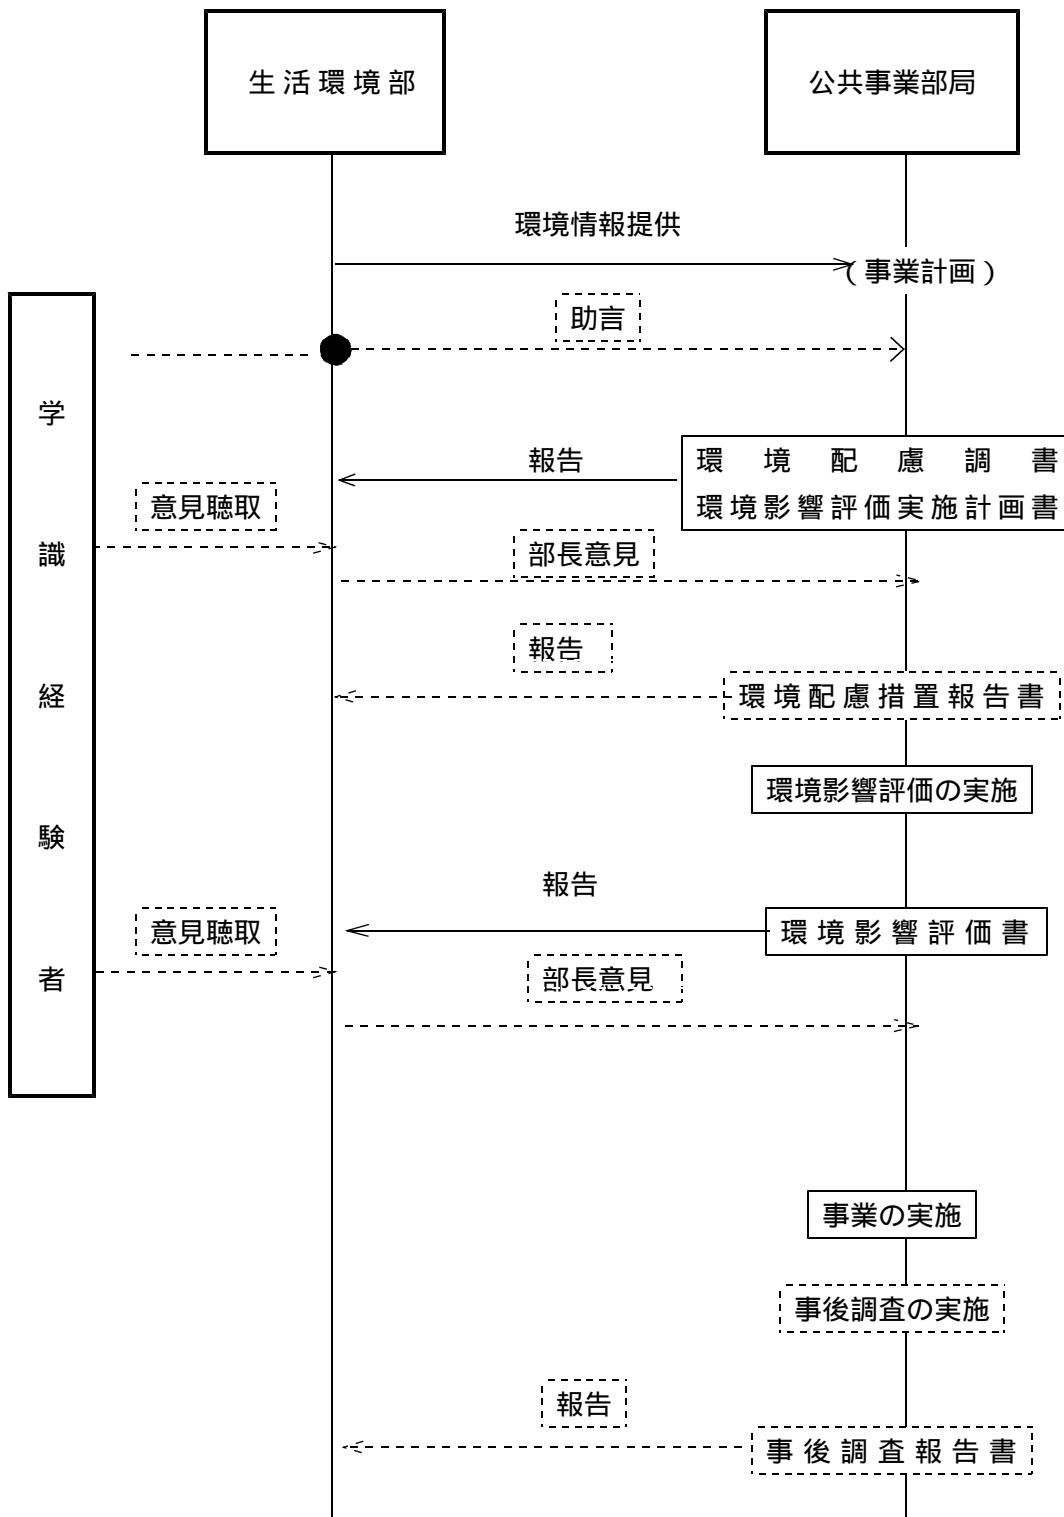 生活環境部
公共事業部局
環境情報提供
（事業計画）
助言
報告
環境配慮調書
環境影響評価実施計画書
意見聴取
部長意見
報告
環境配慮措置報告書
環境影響評価の実施
報告
環境影響評価書
意見聴取
部長意見
学識経験者
事業の実施
事後調査の実施
報告
事後調査報告書